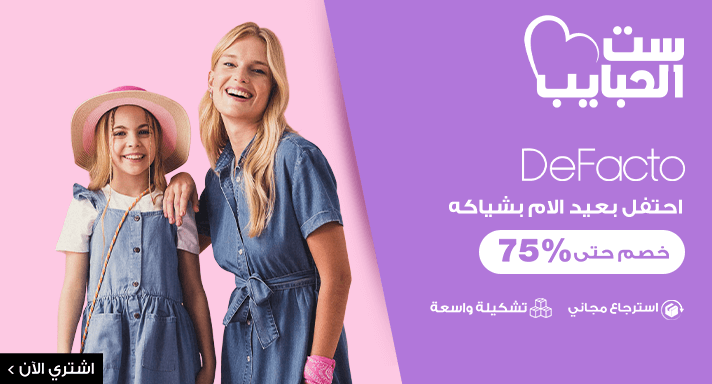 ست
الحبايب
DeFacto
احتفل بعيد الام بشياكه
خصم حتى 75%
استرجاع مجاني
تشكيلة واسعة
اشتري الآن >